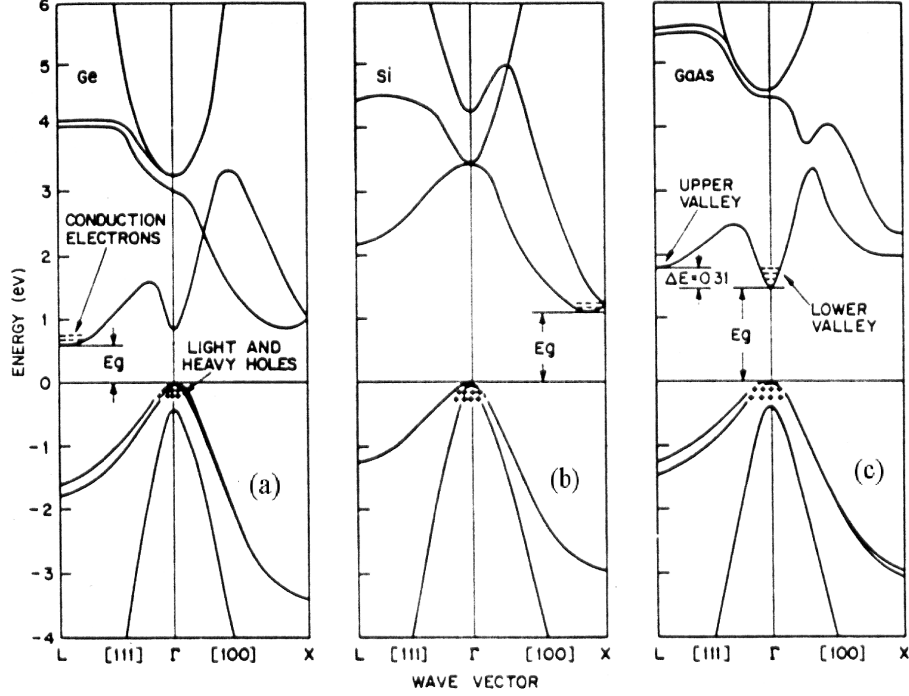 Ge
Si
GaAs
6
5
4
3
2
1
0
-1
-2
-3
-4
ENERGY (eV)
CONDUCTION
ELECTRONS
Eg
LIGHT AND
HEAVY HOLES
(a)
Eg
(b)
UPPER
VALLEY
ΔE=0.31
LOWER
VALLEY
Eg
(c)
L [111] Γ [100] X
L [111] Γ [100] X
L [111] Γ [100] X
WAVE VECTOR